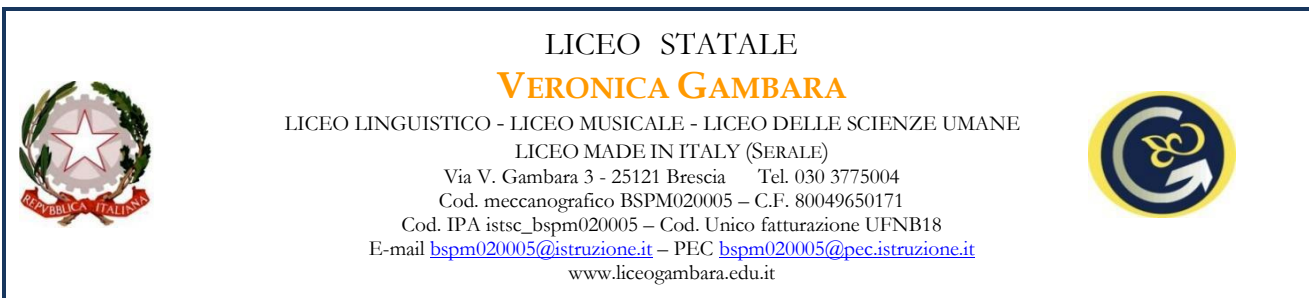 LICEO STATALE
VERONICA GAMBARA
LICEO LINGUISTICO - LICEO MUSICALE - LICEO DELLE SCIENZE UMANE
LICEO MADE IN ITALY (SERALE)
Via V. Gambara 3 - 25121 Brescia Tel. 030 3775004
Cod. meccanografico BSPM020005 – C.F. 80049650171
Cod. IPA istsc_bspm020005 – Cod. Unico fatturazione UFNB18
E-mail bspm020005@istruzione.it – PEC bspm020005@pec.istruzione.it
www.liceogambara.edu.it
REPVBBLICA ITALIANA